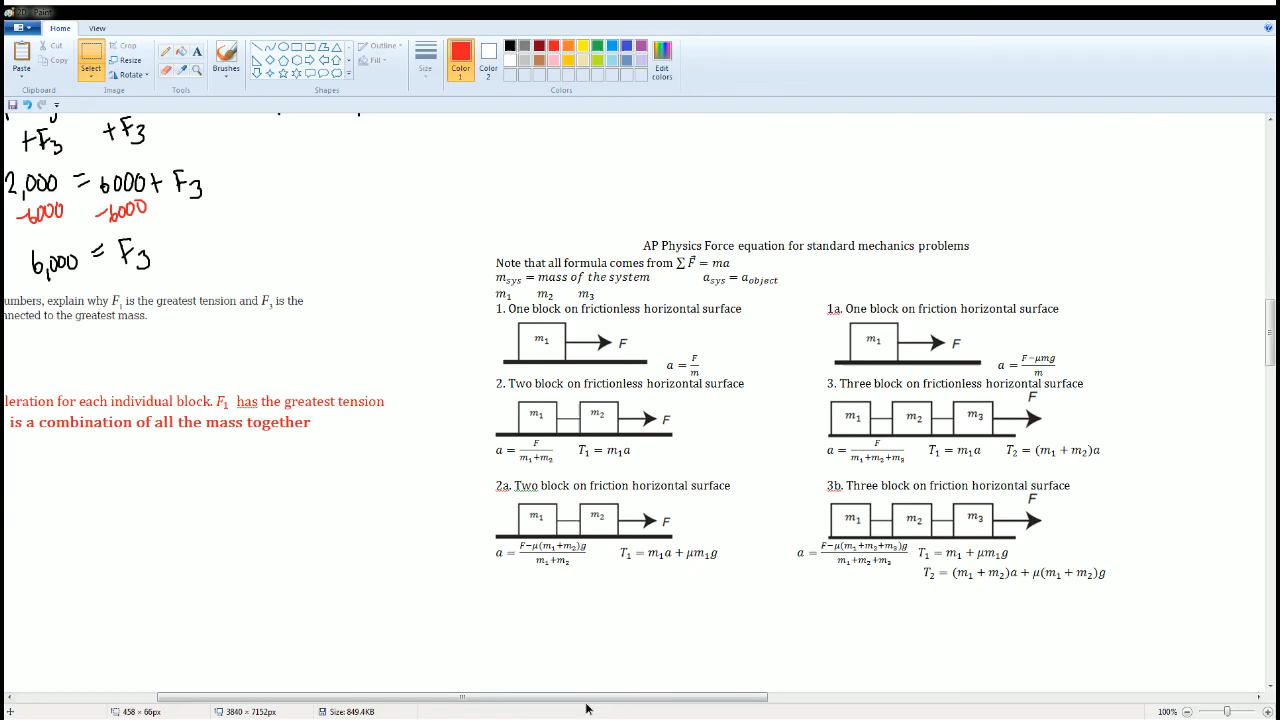 2D - Paint
Home View
Paste
Cut
Copy
Clipboard
Select
Crop
Resize
Rotate
Image
Tools
Brushes
Shapes
Outline
Fill
Size
Color 1
Color 2
Edit colors
Colors
+F₃ +F₃
2,000 = 6000 + F₃
-6000 -6000
6,000 = F₃
umbers, explain why F₁ is the greatest tension and F₃ is the
nnected to the greatest mass.
leration for each individual block. F₁ has the greatest tension
is a combination of all the mass together
AP Physics Force equation for standard mechanics problems
Note that all formula comes from ∑F⃗ = ma
m_sys = mass of the system a_sys = a_object
m₁ m₂ m₃
1. One block on frictionless horizontal surface
m₁ F
a = F/m
1a. One block on friction horizontal surface
m₁ F
a = (F−μmg)/m
2. Two block on frictionless horizontal surface
m₁ m₂ F
a = F/(m₁+m₂) T₁ = m₁a
3. Three block on frictionless horizontal surface
m₁ m₂ m₃ F
a = F/(m₁+m₂+m₃) T₁ = m₁a T₂ = (m₁ + m₂)a
2a. Two block on friction horizontal surface
m₁ m₂ F
a = (F−μ(m₁+m₂)g)/(m₁+m₂) T₁ = m₁a + μm₁g
3b. Three block on friction horizontal surface
m₁ m₂ m₃ F
a = (F−μ(m₁+m₂+m₃)g)/(m₁+m₂+m₃) T₁ = m₁ + μm₁g
T₂ = (m₁ + m₂)a + μ(m₁ + m₂)g
458 × 66px
3840 × 7152px
Size: 849.4KB
100%